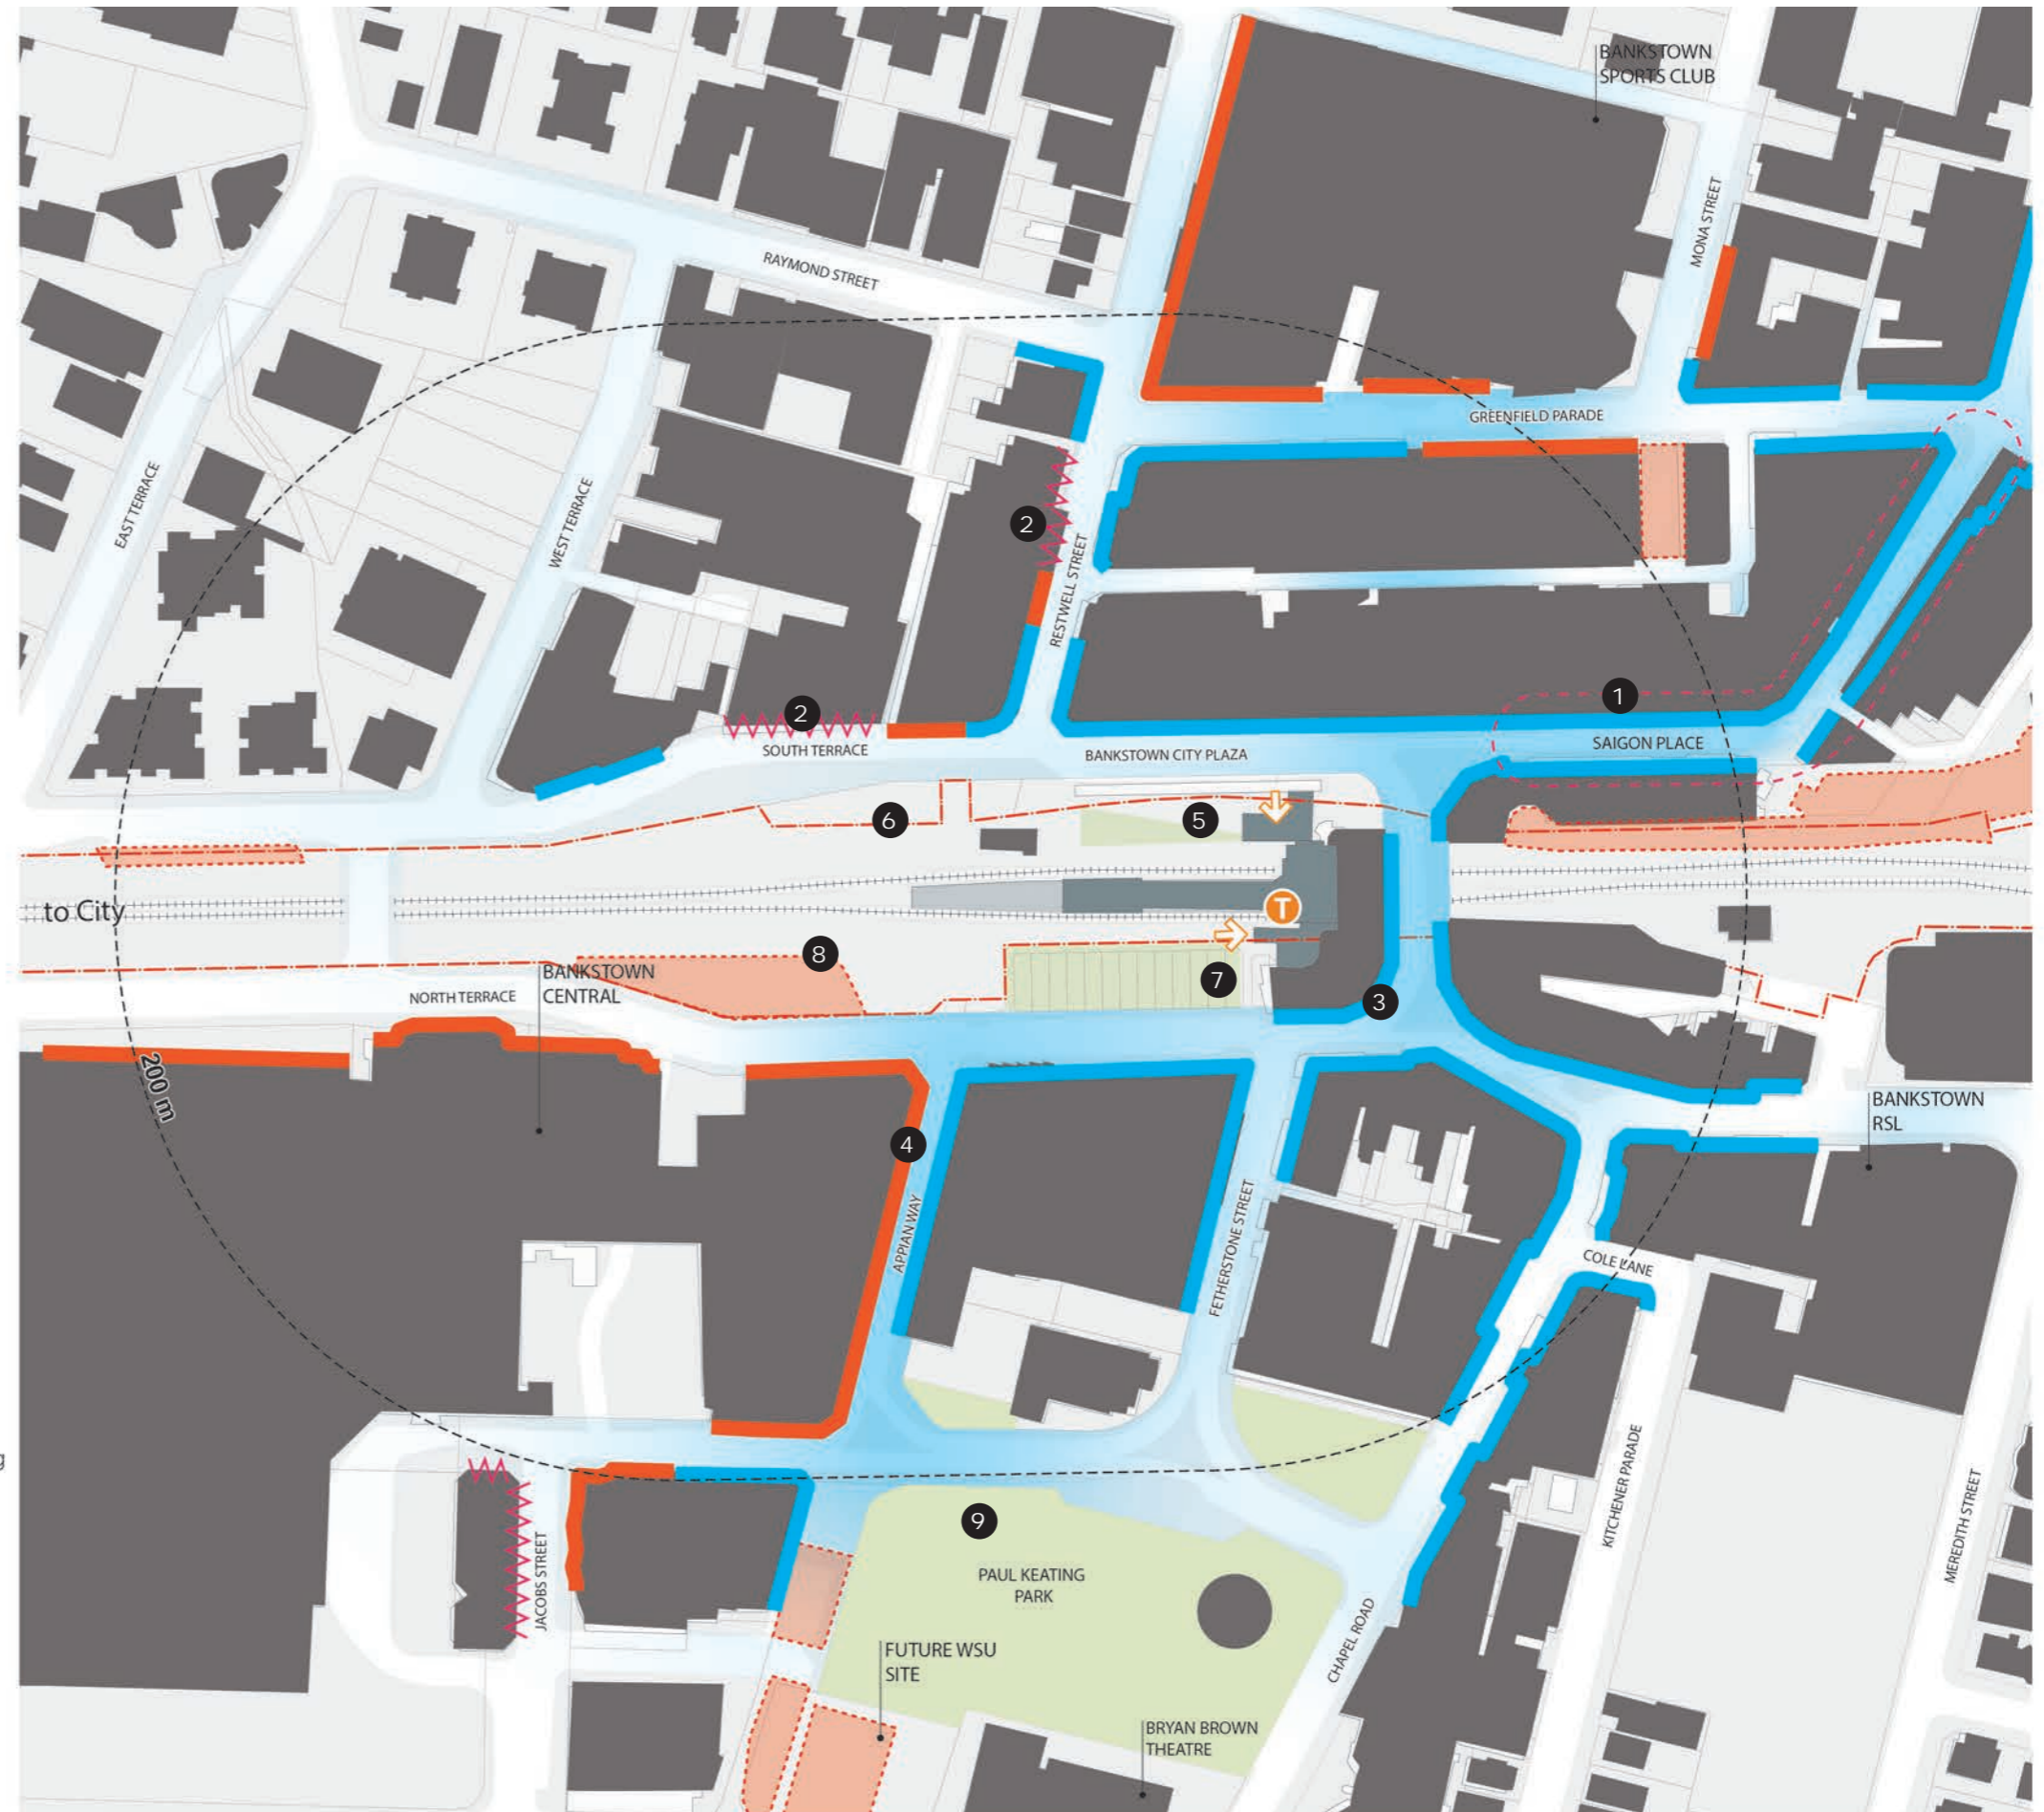 BANKSTOWN
SPORTS CLUB
MONA STREET
RAYMOND STREET
GREENFIELD PARADE
EAST TERRACE
WEST TERRACE
2
RESTWELL STREET
1
2
SOUTH TERRACE
BANKSTOWN CITY PLAZA
SAIGON PLACE
6
5
to City
T
8
BANKSTOWN
CENTRAL
NORTH TERRACE
7
3
200 m
BANKSTOWN
RSL
4
APPIAN WAY
FETHERSTONE STREET
COLE LANE
KITCHENER PARADE
MEREDITH STREET
g
9
JACOBS STREET
PAUL KEATING
PARK
CHAPEL ROAD
FUTURE WSU
SITE
BRYAN BROWN
THEATRE